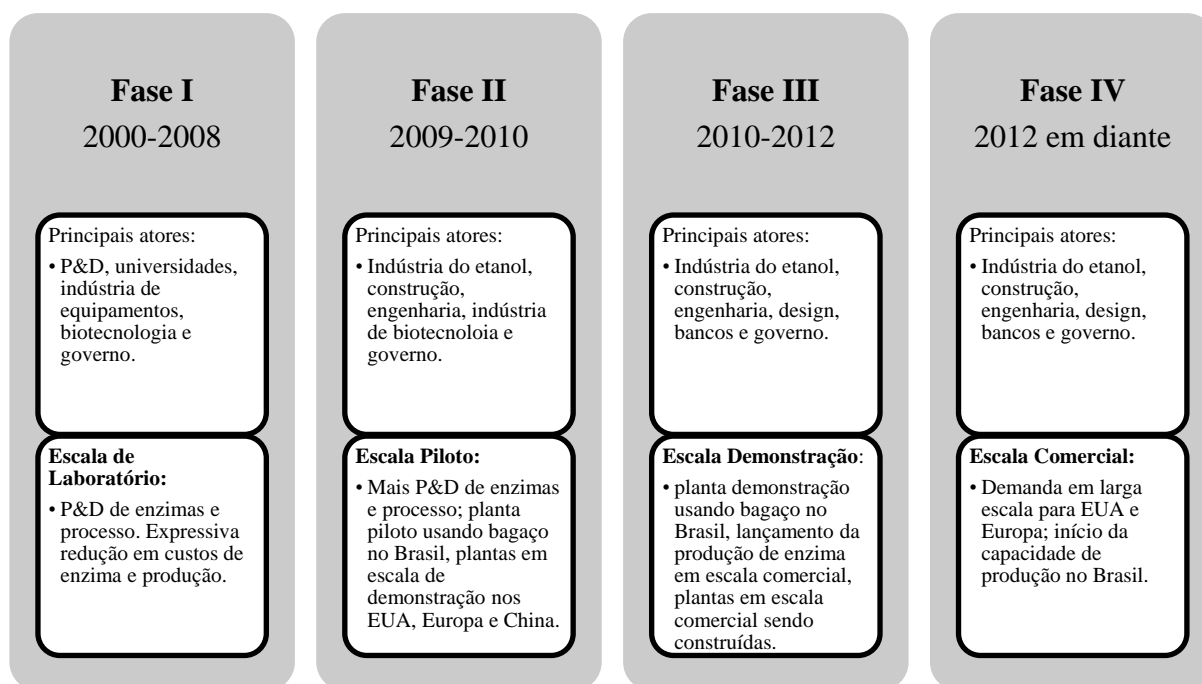 Fase I
2000-2008
Principais atores:
• P&D, universidades,
indústria de
equipamentos,
biotecnologia e
governo.
Escala de
Laboratório:
• P&D de enzimas e
processo. Expressiva
redução em custos de
enzima e produção.
Fase II
2009-2010
Principais atores:
• Indústria do etanol,
construção,
engenharia, indústria
de biotecnoloia e
governo.
Escala Piloto:
• Mais P&D de enzimas
e processo; planta
piloto usando bagaço
no Brasil, plantas em
escala de
demonstração nos
EUA, Europa e China.
Fase III
2010-2012
Principais atores:
• Indústria do etanol,
construção,
engenharia, design,
bancos e governo.
Escala Demonstração:
• planta demonstração
usando bagaço no
Brasil, lançamento da
produção de enzima
em escala comercial,
plantas em escala
comercial sendo
construídas.
Fase IV
2012 em diante
Principais atores:
• Indústria do etanol,
construção,
engenharia, design,
bancos e governo.
Escala Comercial:
• Demanda em larga
escala para EUA e
Europa; início da
capacidade de
produção no Brasil.